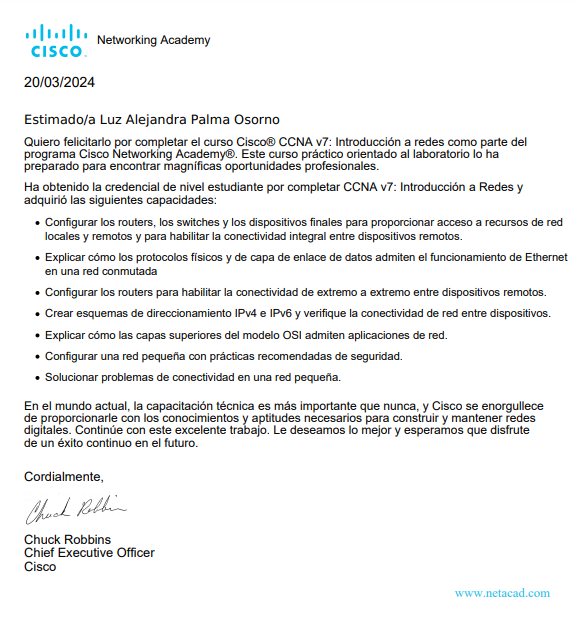 CISCO Networking Academy
20/03/2024
Estimado/a Luz Alejandra Palma Osorno
Quiero felicitarlo por completar el curso Cisco® CCNA v7: Introducción a redes como parte del
programa Cisco Networking Academy®. Este curso práctico orientado al laboratorio lo ha
preparado para encontrar magníficas oportunidades profesionales.
Ha obtenido la credencial de nivel estudiante por completar CCNA v7: Introducción a Redes y
adquirió las siguientes capacidades:
• Configurar los routers, los switches y los dispositivos finales para proporcionar acceso a recursos de red
locales y remotos y para habilitar la conectividad integral entre dispositivos remotos.
• Explicar cómo los protocolos físicos y de capa de enlace de datos admiten el funcionamiento de Ethernet
en una red conmutada
• Configurar los routers para habilitar la conectividad de extremo a extremo entre dispositivos remotos.
• Crear esquemas de direccionamiento IPv4 e IPv6 y verifique la conectividad de red entre dispositivos.
• Explicar cómo las capas superiores del modelo OSI admiten aplicaciones de red.
• Configurar una red pequeña con prácticas recomendadas de seguridad.
• Solucionar problemas de conectividad en una red pequeña.
En el mundo actual, la capacitación técnica es más importante que nunca, y Cisco se enorgullece
de proporcionarle con los conocimientos y aptitudes necesarios para construir y mantener redes
digitales. Continúe con este excelente trabajo. Le deseamos lo mejor y esperamos que disfrute
de un éxito continuo en el futuro.
Cordialmente,
Chuck Robbins
Chuck Robbins
Chief Executive Officer
Cisco
www.netacad.com